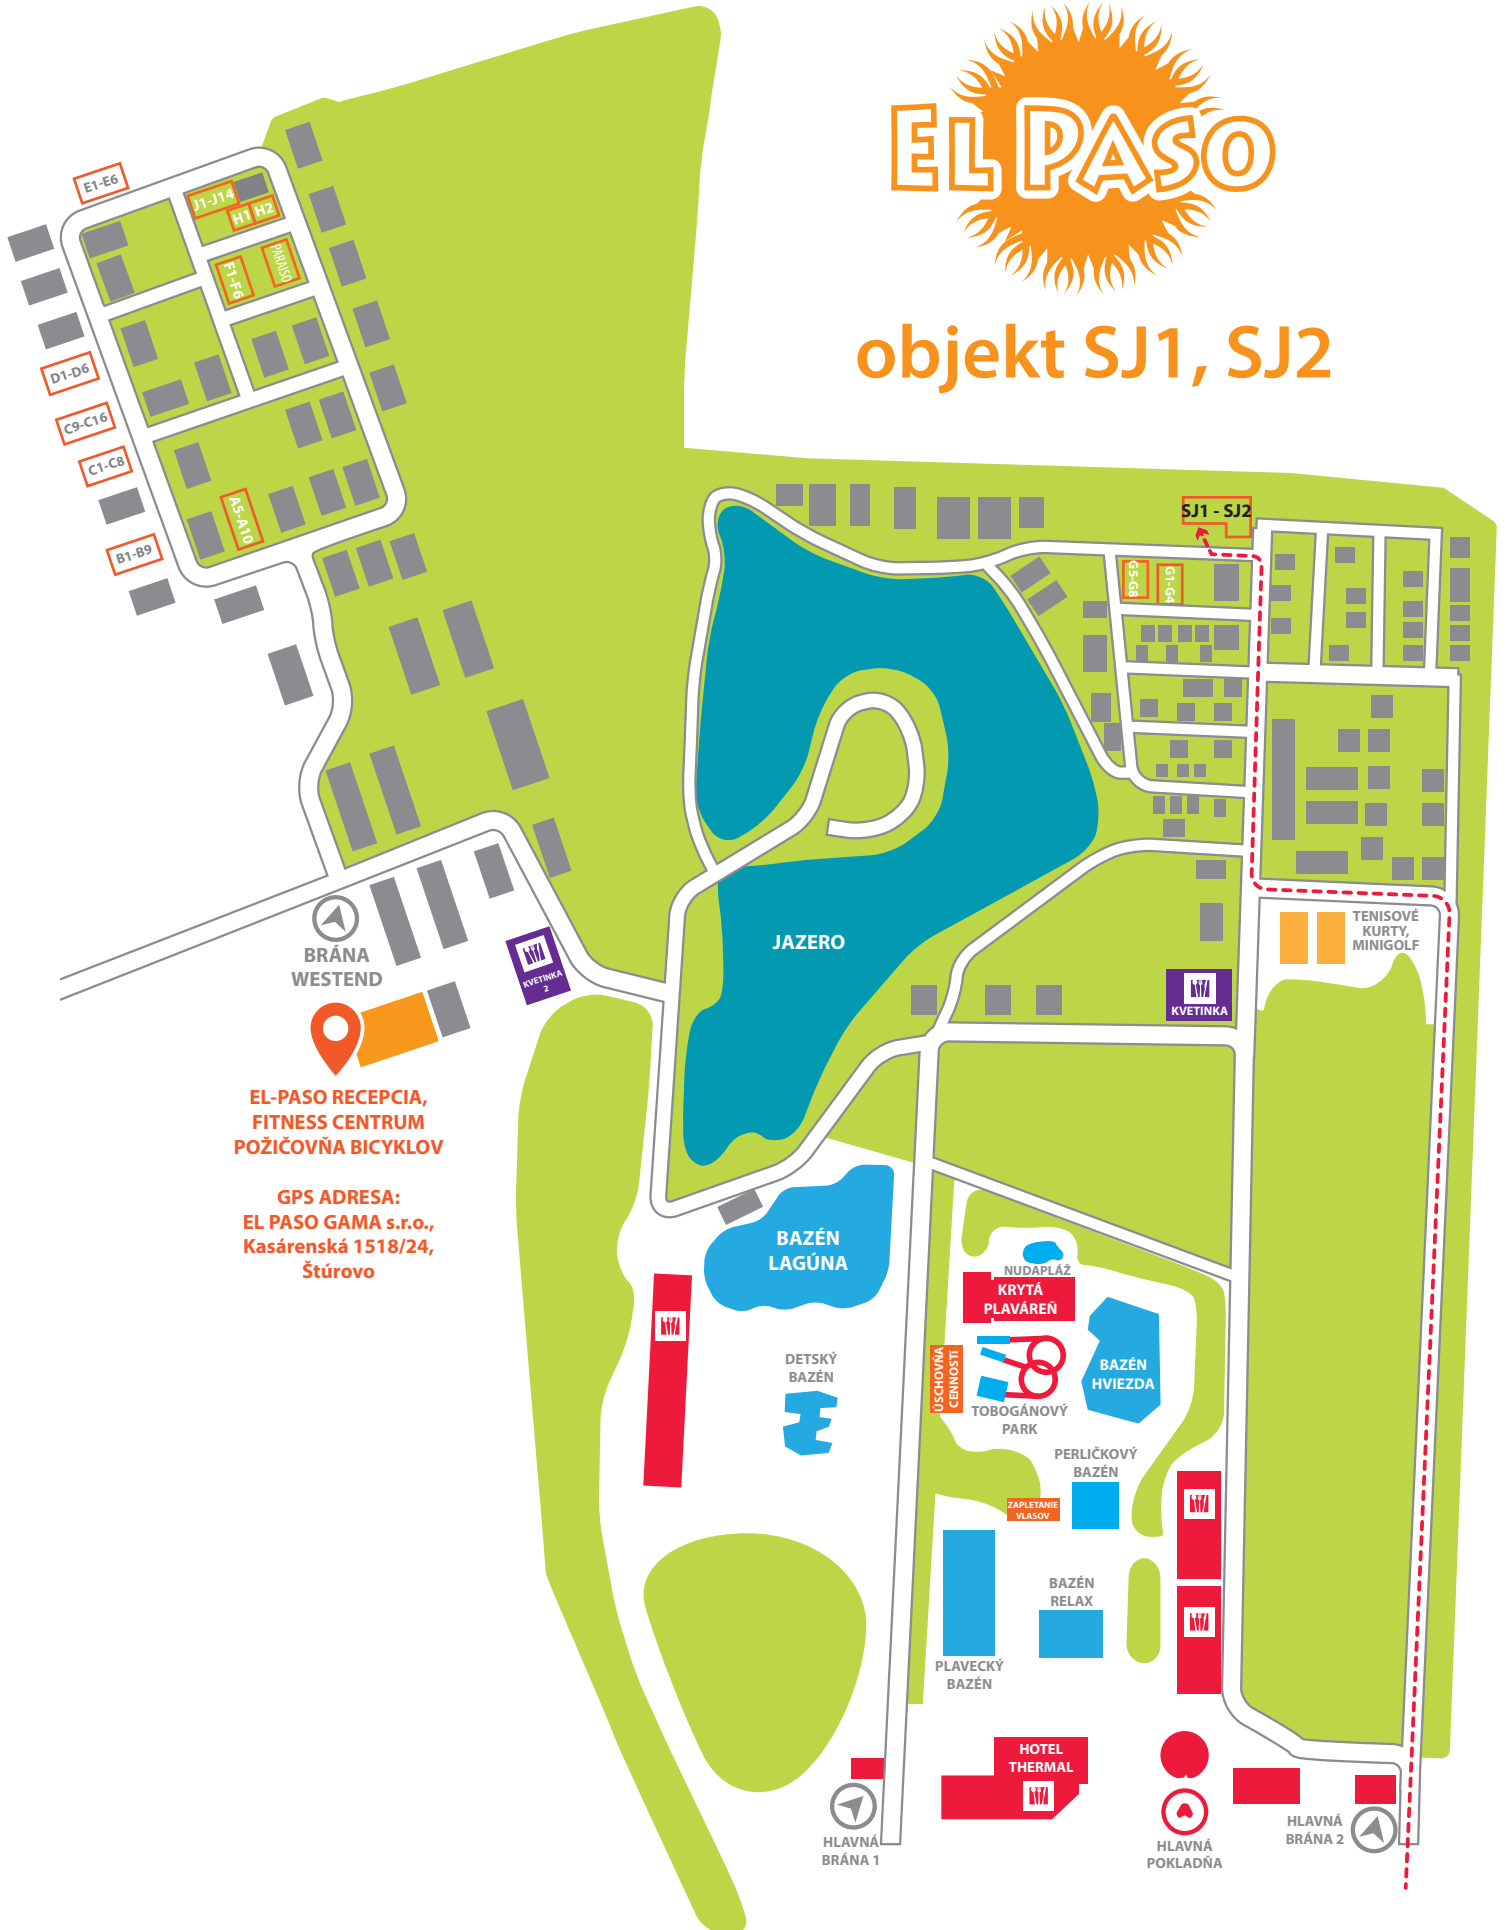 EL PASO
objekt SJ1, SJ2
E1-E6
J1-J14
H1
H2
F1-F6
PARAISO
D1-D6
C9-C16
C1-C8
A5-A10
B1-B9
SJ1 - SJ2
G5-G8
G1-G4
TENISOVÉ
KURTY,
MINIGOLF
BRÁNA
WESTEND
KVETINKA
2
JAZERO
KVETINKA
EL-PASO RECEPCIA,
FITNESS CENTRUM
POŽIČOVŇA BICYKLOV
GPS ADRESA:
EL PASO GAMA s.r.o.,
Kasárenská 1518/24,
Štúrovo
BAZÉN
LAGÚNA
NUDAPLÁŽ
KRYTÁ
PLAVÁREŇ
DETSKÝ
BAZÉN
ÚSCHOVŇA
CENNOSTí
BAZÉN
HVIEZDA
TOBOGÁNOVÝ
PARK
PERLIČKOVÝ
BAZÉN
ZAPLETANIE
VLASOV
BAZÉN
RELAX
PLAVECKÝ
BAZÉN
HOTEL
THERMAL
HLAVNÁ
BRÁNA 1
HLAVNÁ
POKLADŇA
HLAVNÁ
BRÁNA 2